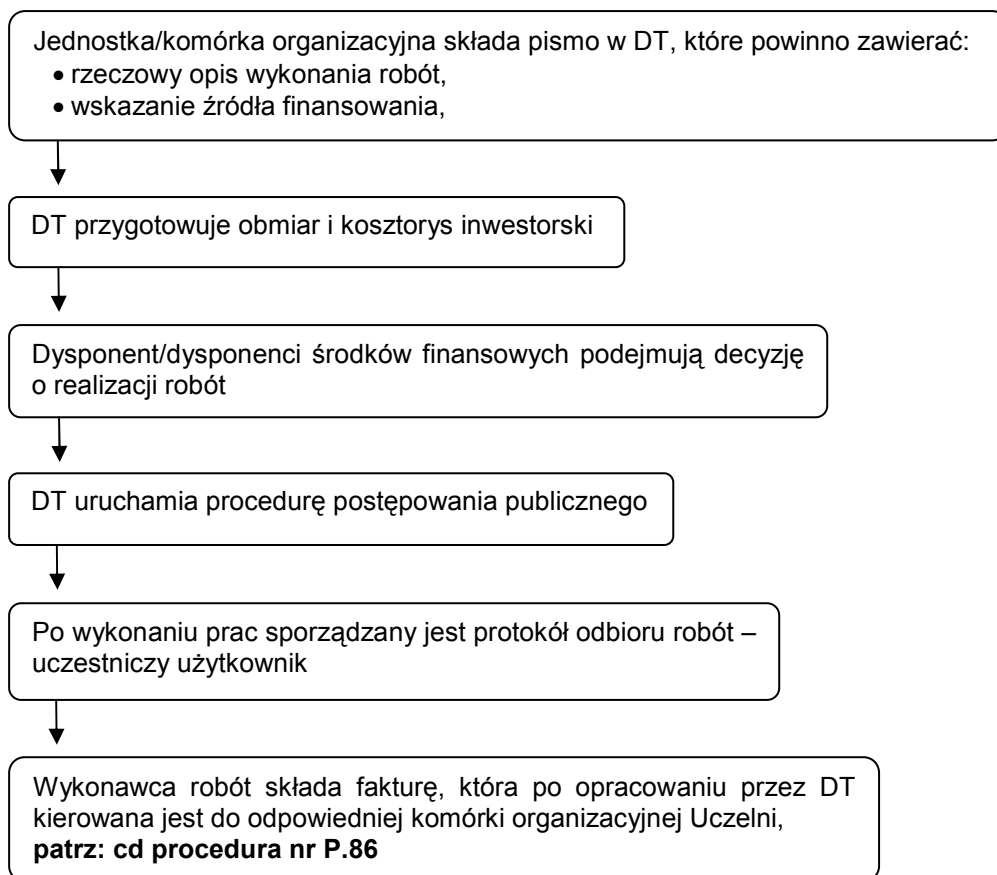 Jednostka/komórka organizacyjna składa pismo w DT, które powinno zawierać:
• rzeczowy opis wykonania robót,
• wskazanie źródła finansowania,
DT przygotowuje obmiar i kosztorys inwestorski
Dysponent/dysponenci środków finansowych podejmują decyzję
o realizacji robót
DT uruchamia procedurę postępowania publicznego
Po wykonaniu prac sporządzany jest protokół odbioru robót –
uczestniczy użytkownik
Wykonawca robót składa fakturę, która po opracowaniu przez DT
kierowana jest do odpowiedniej komórki organizacyjnej Uczelni,
patrz: cd procedura nr P.86